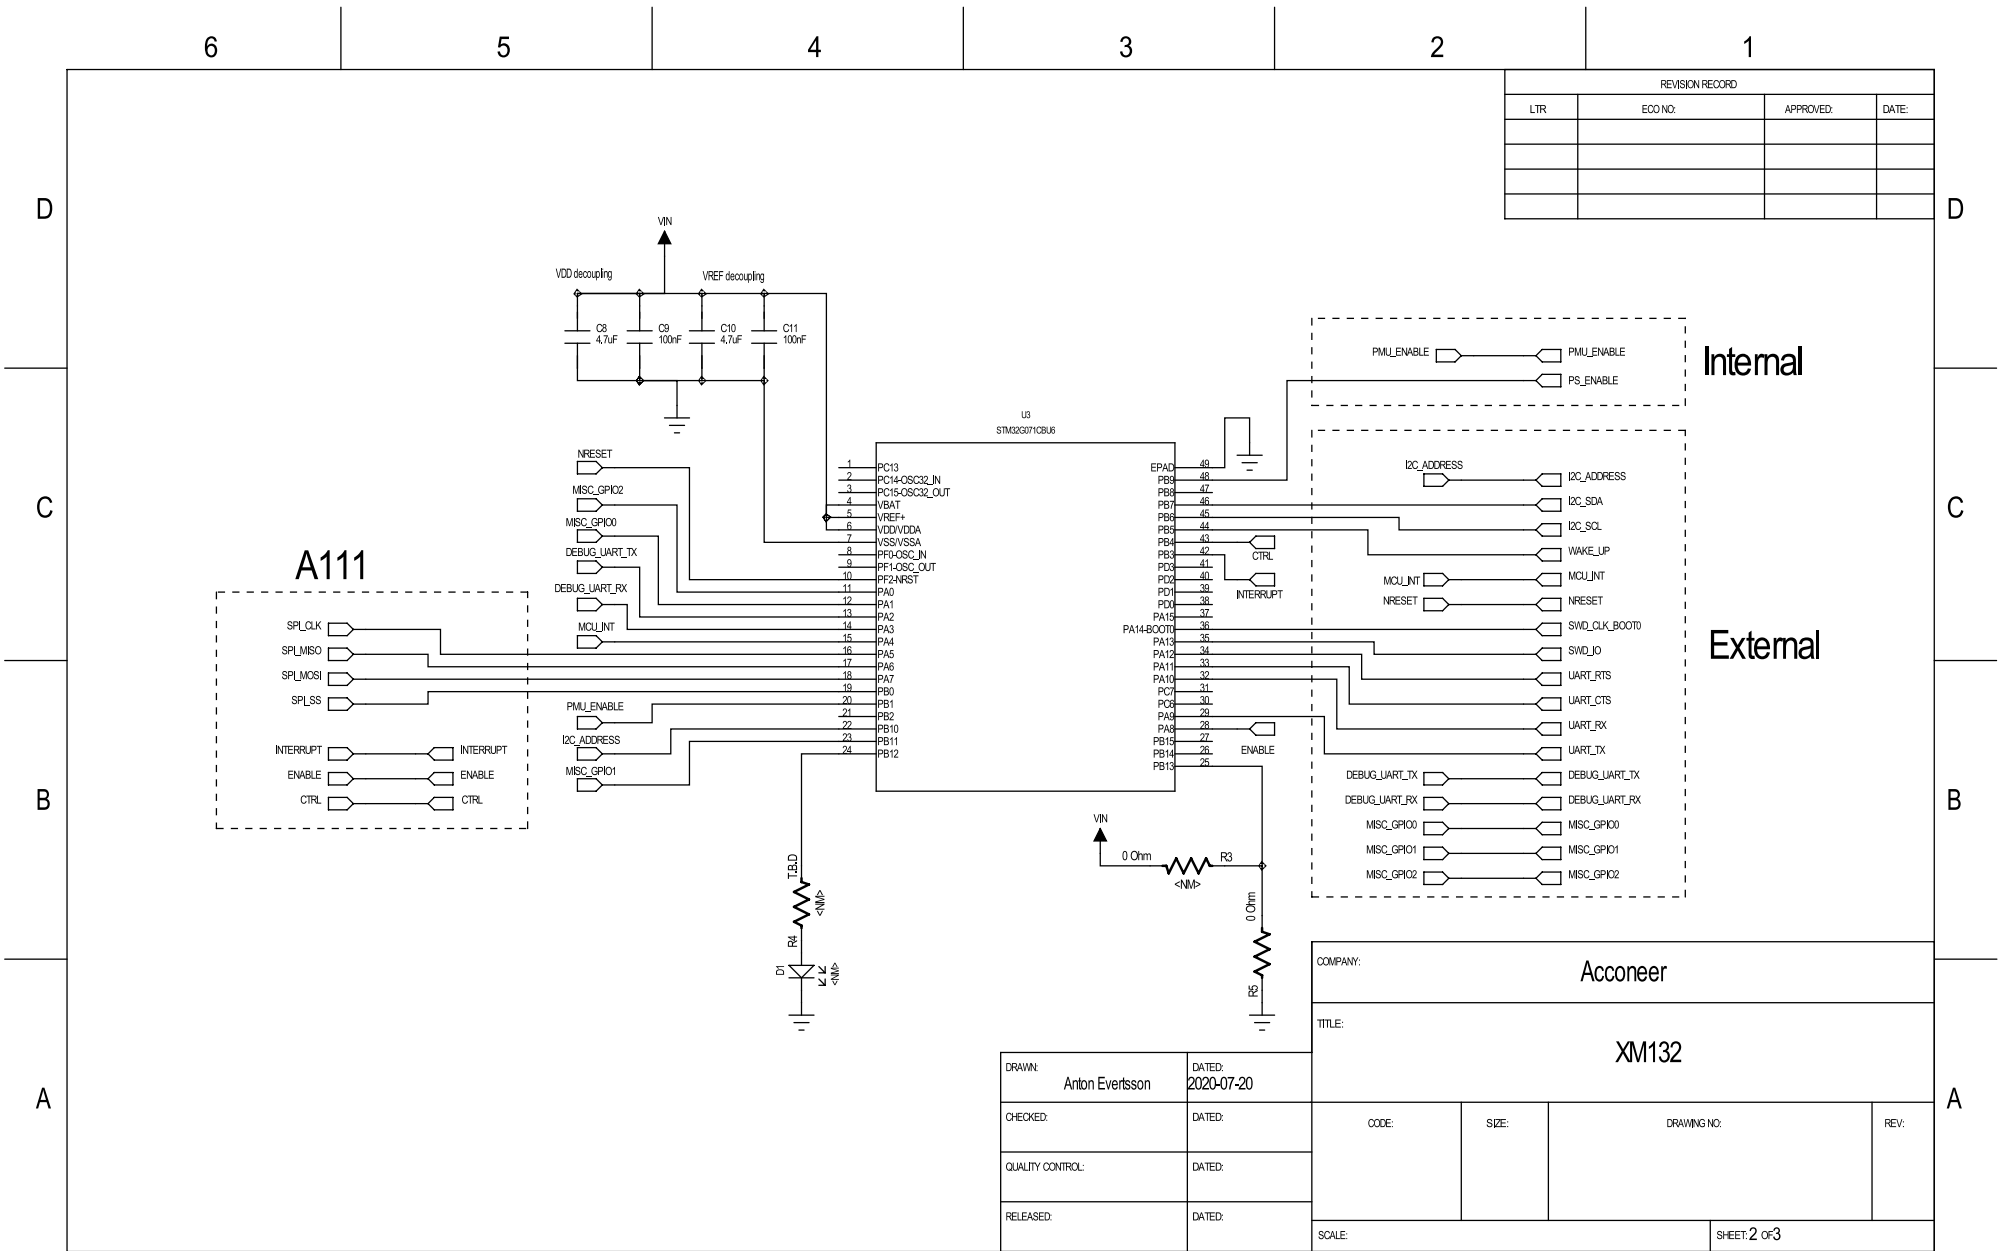 6 5 4 3 2 1
REVISION RECORD
LTR ECO NO: APPROVED: DATE:
D D
VIN
VDD decoupling VREF decoupling
C8 4,7uF
C9 100nF
C10 4,7uF
C11 100nF
PMU_ENABLE PMU_ENABLE
PS_ENABLE
Internal
U3
STM32G071CBU6
C C
NRESET
MISC_GPIO2
MISC_GPIO0
DEBUG_UART_TX
DEBUG_UART_RX
MCU_INT
PMU_ENABLE
I2C_ADDRESS
MISC_GPIO1
1 PC13
2 PC14-OSC32_IN
3 PC15-OSC32_OUT
4 VBAT
5 VREF+
6 VDD/VDDA
7 VSS/VSSA
8 PF0-OSC_IN
9 PF1-OSC_OUT
10 PF2-NRST
11 PA0
12 PA1
13 PA2
14 PA3
15 PA4
16 PA5
17 PA6
18 PA7
19 PB0
20 PB1
21 PB2
22 PB10
23 PB11
24 PB12
EPAD 49
PB9 48
PB8 47
PB7 46
PB6 45
PB5 44
PB4 43
PB3 42
PD3 41
PD2 40
PD1 39
PD0 38
PA15 37
PA14-BOOT0 36
PA13 35
PA12 34
PA11 33
PA10 32
PC7 31
PC6 30
PA9 29
PA8 28
PB15 27
PB14 26
PB13 25
CTRL
INTERRUPT
ENABLE
A111
SPI_CLK
SPI_MISO
SPI_MOSI
SPI_SS
INTERRUPT INTERRUPT
ENABLE ENABLE
CTRL CTRL
I2C_ADDRESS I2C_ADDRESS
I2C_SDA
I2C_SCL
WAKE_UP
MCU_INT MCU_INT
NRESET NRESET
SWD_CLK_BOOT0
SWD_IO
UART_RTS
UART_CTS
UART_RX
UART_TX
DEBUG_UART_TX DEBUG_UART_TX
DEBUG_UART_RX DEBUG_UART_RX
MISC_GPIO0 MISC_GPIO0
MISC_GPIO1 MISC_GPIO1
MISC_GPIO2 MISC_GPIO2
External
B B
T.B.D
<NM>
R4
D1
<NM>
VIN
0 Ohm R3
<NM>
0 Ohm
R5
A A
COMPANY:
Acconeer
TITLE:
XM132
DRAWN: DATED:
Anton Evertsson 2020-07-20
CHECKED: DATED:
QUALITY CONTROL: DATED:
RELEASED: DATED:
CODE: SIZE: DRAWING NO: REV:
SCALE: SHEET: 2 OF 3